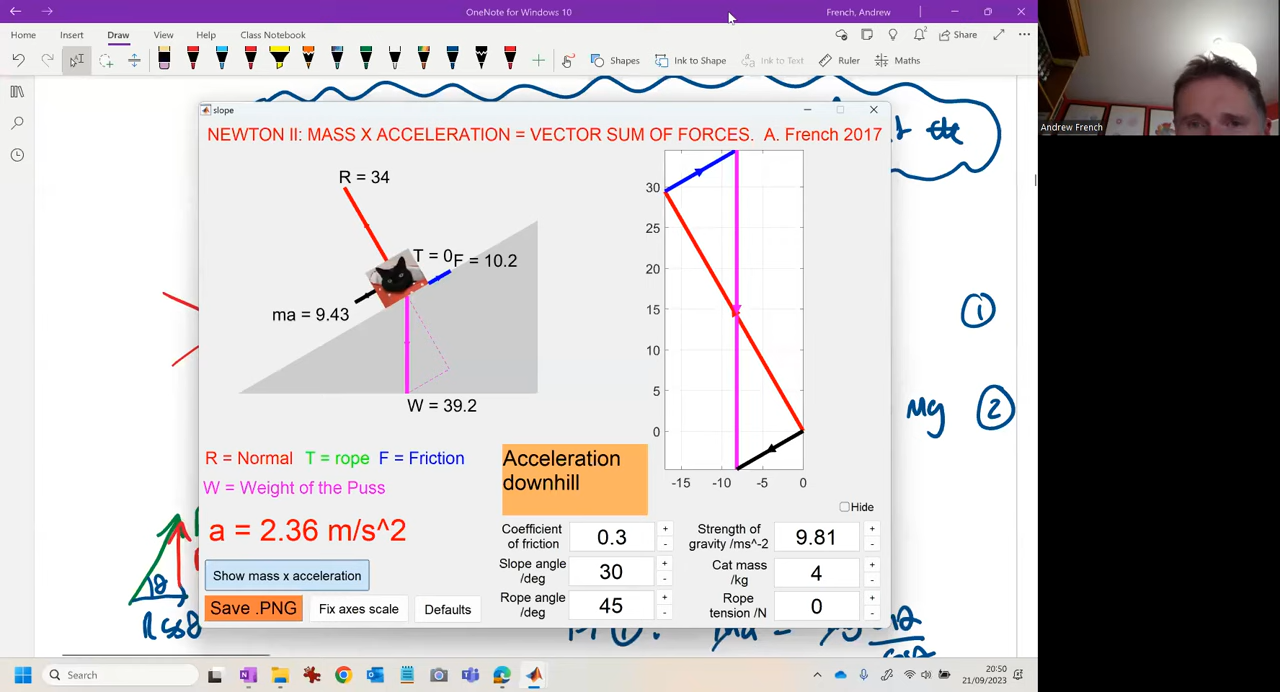 OneNote for Windows 10
French, Andrew
Home Insert Draw View Help Class Notebook
Share
Shapes Ink to Shape Ink to Text Ruler Maths
Andrew French
slope
NEWTON II: MASS X ACCELERATION = VECTOR SUM OF FORCES. A. French 2017
R = 34
T = 0
F = 10.2
ma = 9.43
W = 39.2
30
25
20
15
10
5
0
-15 -10 -5 0
1
Mg 2
R = Normal T = rope F = Friction
W = Weight of the Puss
a = 2.36 m/s^2
Acceleration
downhill
Hide
Show mass x acceleration
Save .PNG Fix axes scale Defaults
Coefficient
of friction
0.3
+
-
Slope angle
/deg
30
+
-
Rope angle
/deg
45
+
-
Strength of
gravity /ms^-2
9.81
+
-
Cat mass
/kg
4
+
-
Rope
tension /N
0
+
-
θ
R cosθ
Search
20:50
21/09/2023